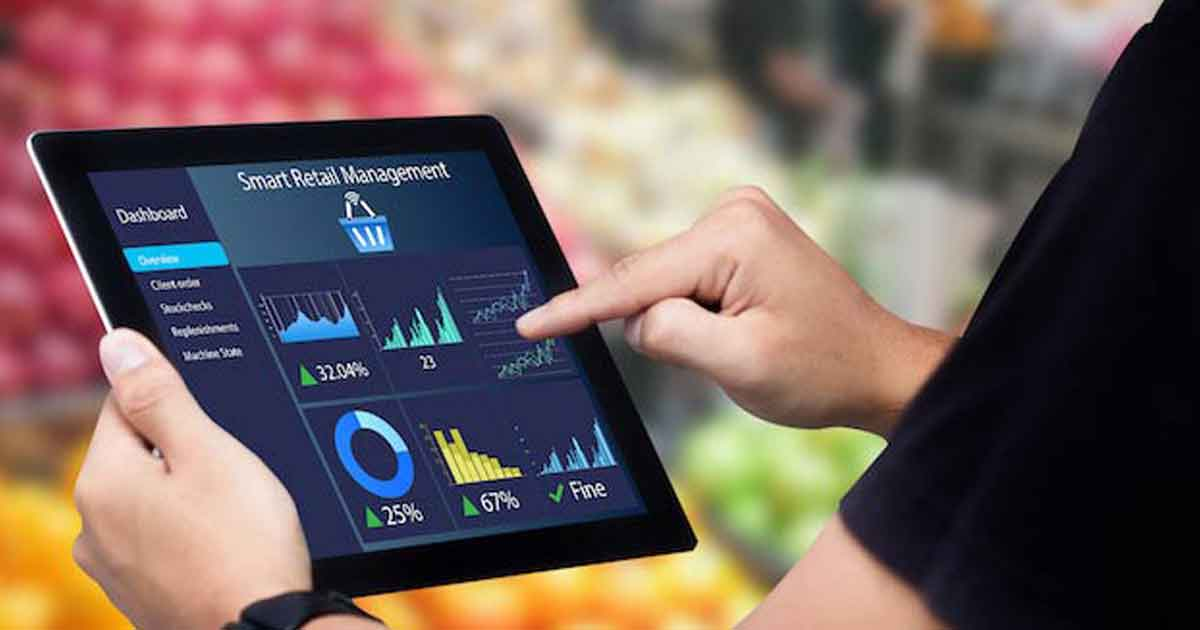 Smart Retail Management
Dashboard
Overview
Client order
Stockchecks
Replenishments
Machine State
32.04%
23
25%
67%
Fine